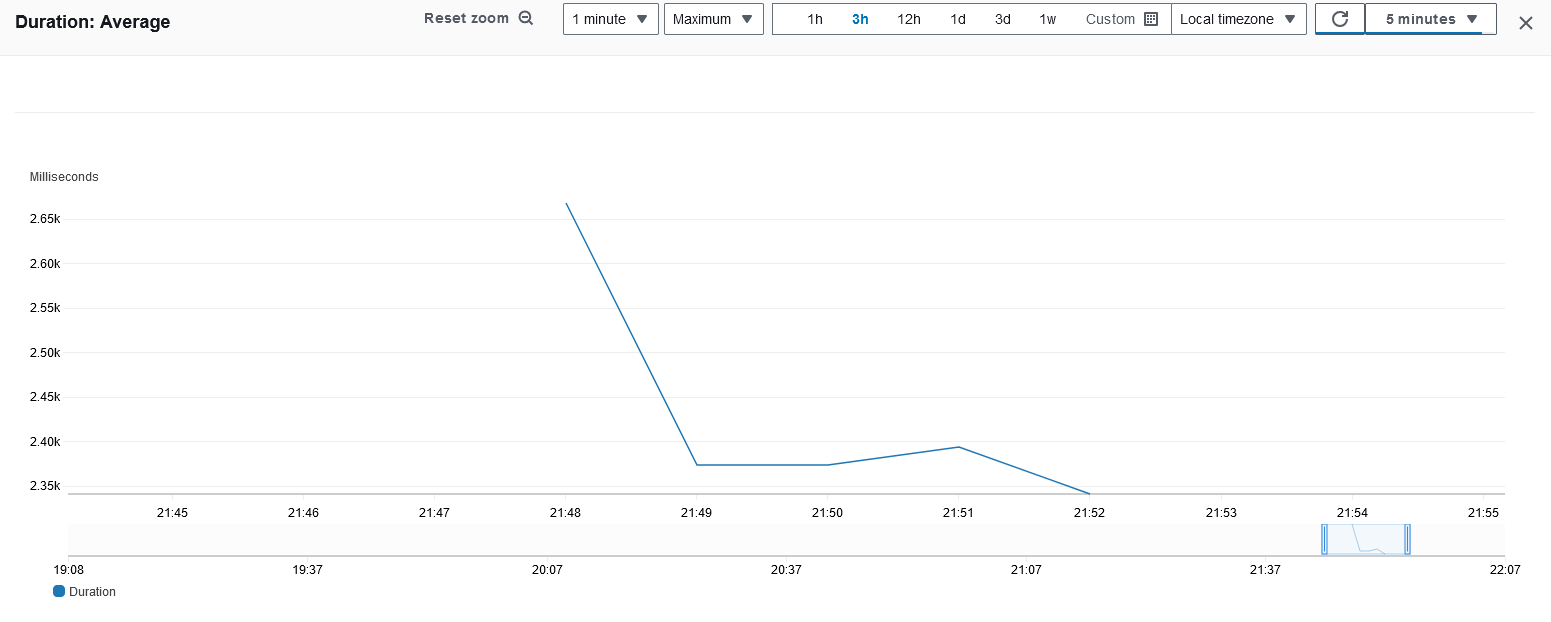 Duration: Average
Reset zoom
1 minute
Maximum
1h 3h 12h 1d 3d 1w Custom
Local timezone
5 minutes
Milliseconds
2.65k
2.60k
2.55k
2.50k
2.45k
2.40k
2.35k
21:45 21:46 21:47 21:48 21:49 21:50 21:51 21:52 21:53 21:54 21:55
19:08 19:37 20:07 20:37 21:07 21:37 22:07
Duration